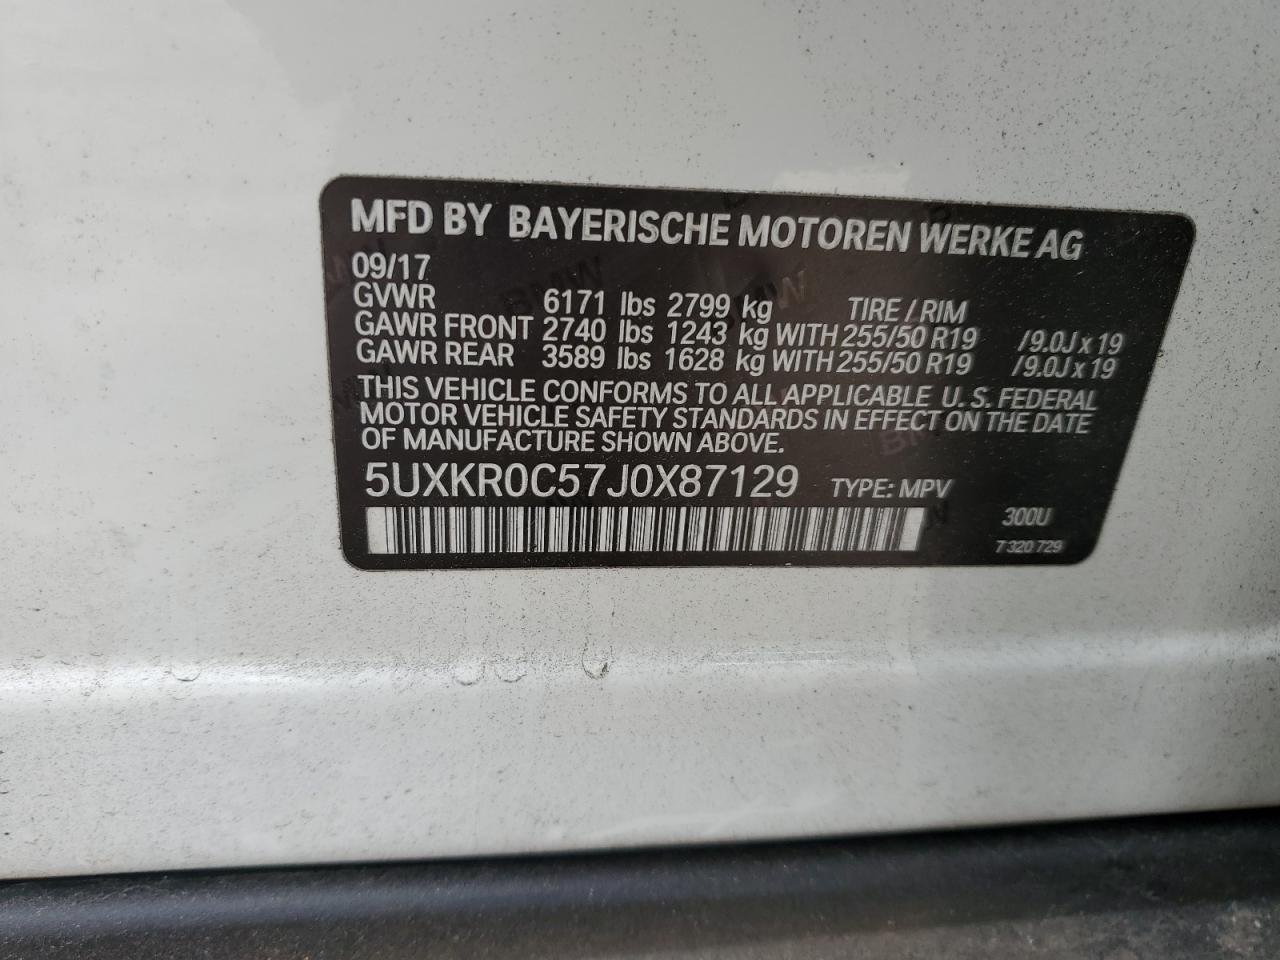 MFD BY BAYERISCHE MOTOREN WERKE AG
09/17
GVWR 6171 lbs 2799 kg TIRE / RIM
GAWR FRONT 2740 lbs 1243 kg WITH 255/50 R19 /9.0J x 19
GAWR REAR 3589 lbs 1628 kg WITH 255/50 R19 /9.0J x 19
THIS VEHICLE CONFORMS TO ALL APPLICABLE U. S. FEDERAL
MOTOR VEHICLE SAFETY STANDARDS IN EFFECT ON THE DATE
OF MANUFACTURE SHOWN ABOVE.
5UXKR0C57J0X87129 TYPE: MPV
300U
7 320 729